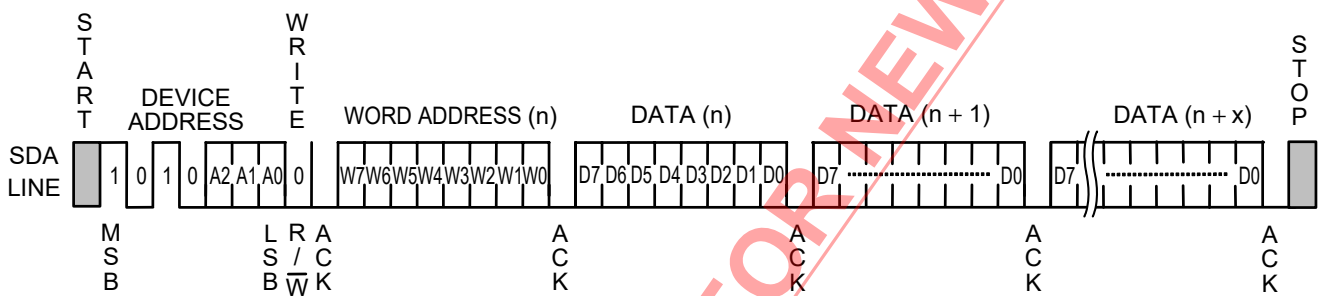 START
WRITE
STOP
DEVICE
ADDRESS
WORD ADDRESS (n)
DATA (n)
DATA (n + 1)
DATA (n + x)
SDA
LINE
1 0 1 0 A2 A1 A0 0
W7 W6 W5 W4 W3 W2 W1 W0
D7 D6 D5 D4 D3 D2 D1 D0
D7 D0
D7 D0
MSB
LSB
R/W
ACK
ACK
ACK
ACK
ACK
FOR NEW